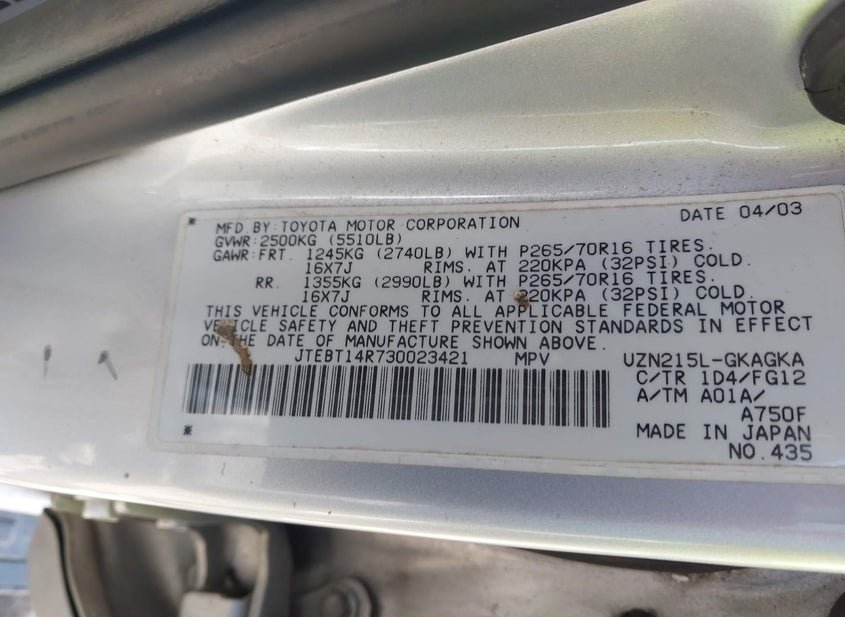 MFD BY: TOYOTA MOTOR CORPORATION DATE 04/03
GVWR: 2500KG (5510LB)
GAWR: FRT. 1245KG (2740LB) WITH P265/70R16 TIRES.
16X7J RIMS. AT 220KPA (32PSI) COLD.
RR. 1355KG (2990LB) WITH P265/70R16 TIRES.
16X7J RIMS. AT 220KPA (32PSI) COLD.
THIS VEHICLE CONFORMS TO ALL APPLICABLE FEDERAL MOTOR
VEHICLE SAFETY AND THEFT PREVENTION STANDARDS IN EFFECT
ON THE DATE OF MANUFACTURE SHOWN ABOVE.
JTEBT14R730023421 MPV UZN215L-GKAGKA
C/TR 1D4/FG12
A/TM A01A/
A750F
MADE IN JAPAN
NO.435